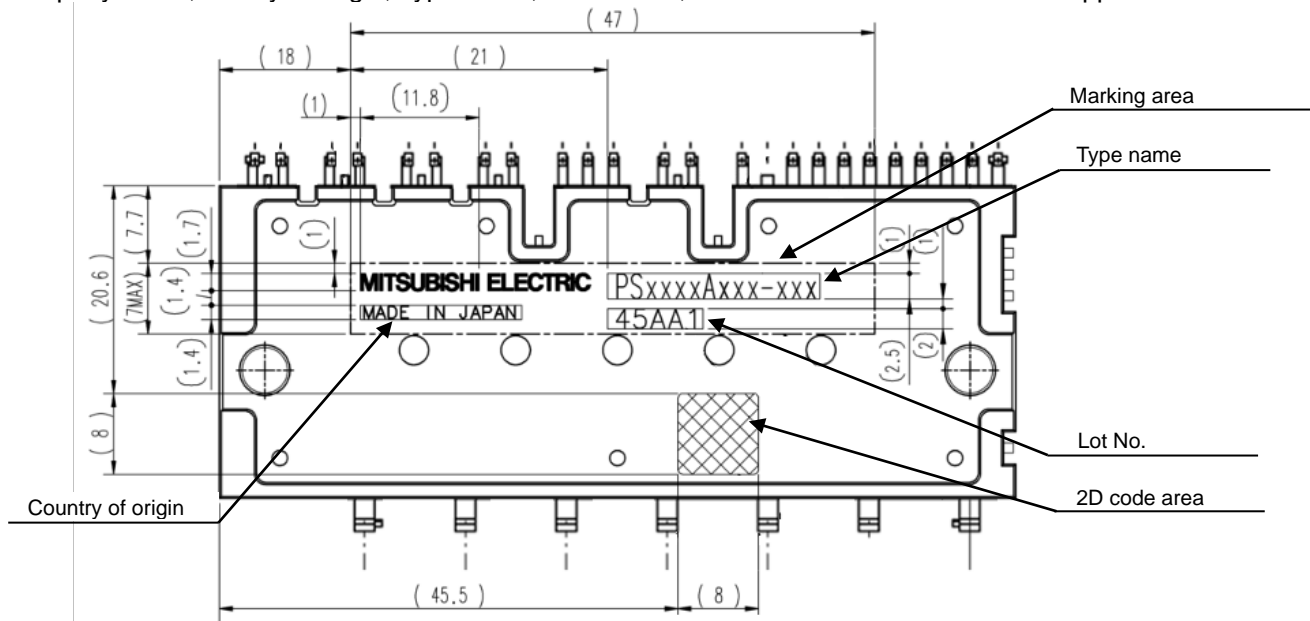 ( 47 )
( 18 )
( 21 )
(1)
(11.8)
Marking area
Type name
( 7.7 )
(1.7)
(1)
(1)
(1)
( 20.6 )
(7MAX)
(1.4)
MITSUBISHI ELECTRIC
PSxxxxAxxx-xxx
MADE IN JAPAN
45AA1
(1.4)
(2.5)
(2)
( 8 )
Lot No.
Country of origin
2D code area
( 45.5 )
( 8 )